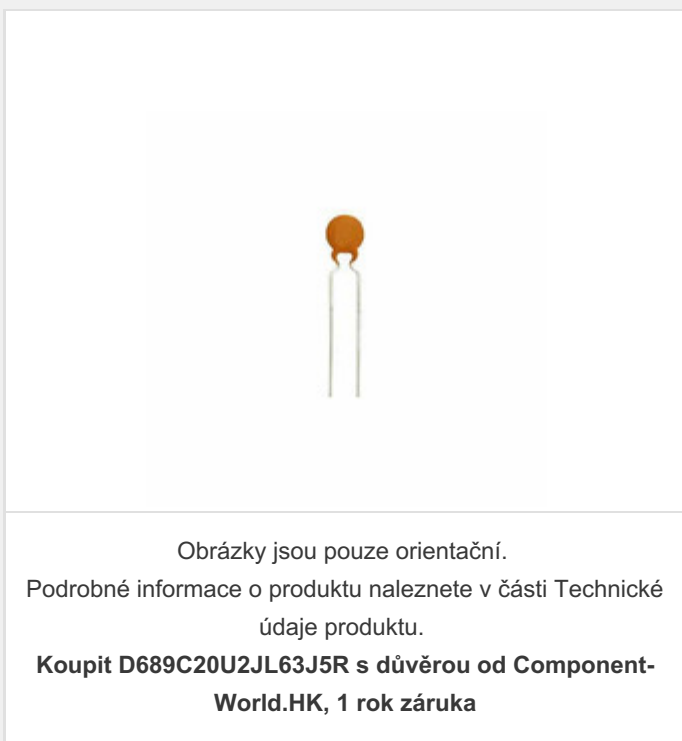 Obrázky jsou pouze orientační.
Podrobné informace o produktu naleznete v části Technické
údaje produktu.
Koupit D689C20U2JL63J5R s důvěrou od Component-
World.HK, 1 rok záruka